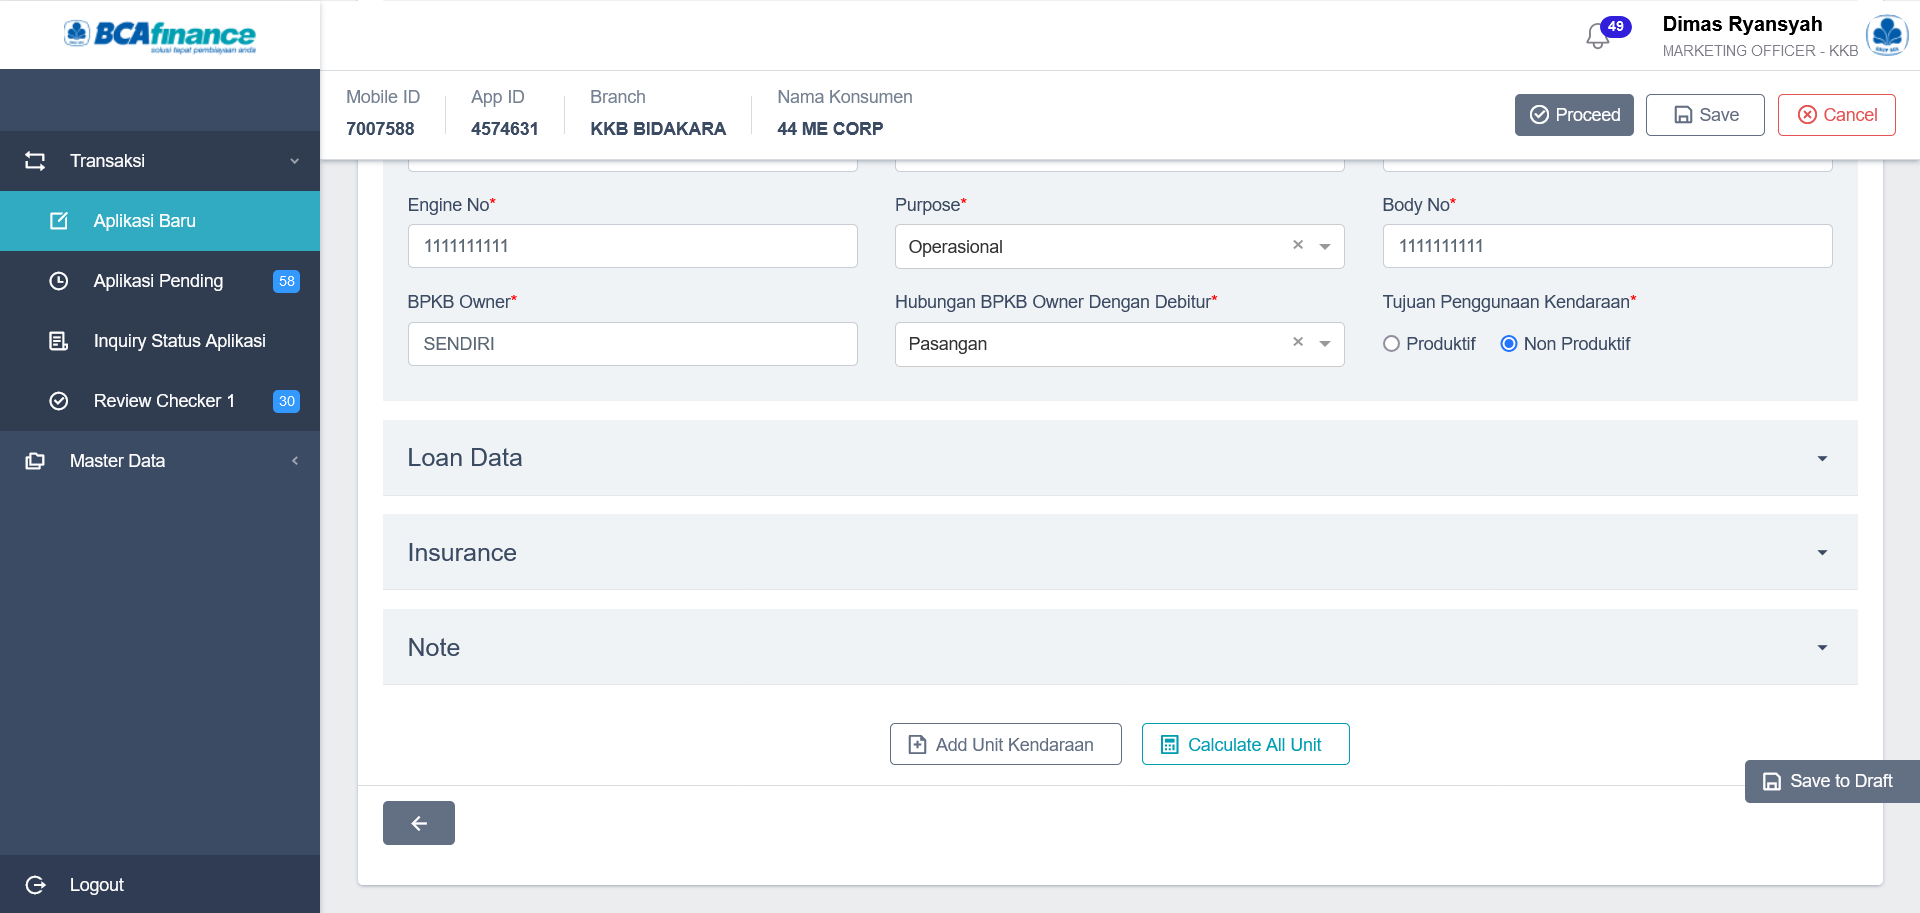 BCAfinance
solusi tepat pembiayaan anda
49
Dimas Ryansyah
MARKETING OFFICER - KKB
Mobile ID
7007588
App ID
4574631
Branch
KKB BIDAKARA
Nama Konsumen
44 ME CORP
Proceed
Save
Cancel
Transaksi
Aplikasi Baru
Aplikasi Pending 58
Inquiry Status Aplikasi
Review Checker 1 30
Master Data
Logout
Engine No*
1111111111
Purpose*
Operasional
Body No*
1111111111
BPKB Owner*
SENDIRI
Hubungan BPKB Owner Dengan Debitur*
Pasangan
Tujuan Penggunaan Kendaraan*
Produktif
Non Produktif
Loan Data
Insurance
Note
Add Unit Kendaraan
Calculate All Unit
Save to Draft